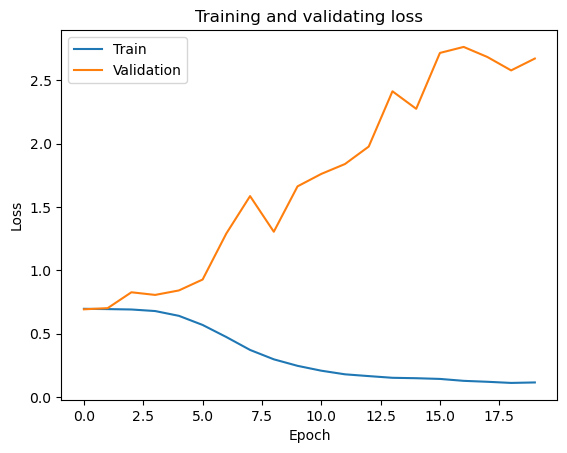 Training and validating loss
Train
Validation
2.5
2.0
1.5
1.0
0.5
0.0
Loss
0.0 2.5 5.0 7.5 10.0 12.5 15.0 17.5
Epoch